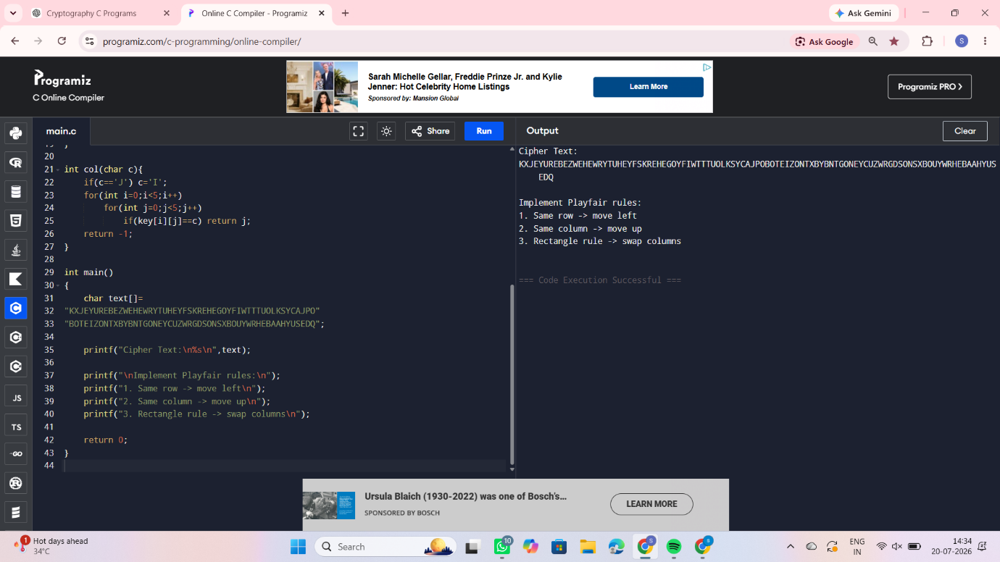 Cryptography C Programs
Online C Compiler - Programiz
Ask Gemini
programiz.com/c-programming/online-compiler/
Ask Google
S
Programiz
C Online Compiler
Sarah Michelle Gellar, Freddie Prinze Jr. and Kylie
Jenner: Hot Celebrity Home Listings
Sponsored by: Mansion Global
Learn More
Programiz PRO >
main.c
Share
Run
Output
Clear
19 }
20
21 int col(char c){
22 if(c=='J') c='I';
23 for(int i=0;i<5;i++)
24 for(int j=0;j<5;j++)
25 if(key[i][j]==c) return j;
26 return -1;
27 }
28
29 int main()
30 {
31 char text[]=
32 "KXJEYUREBEZWEHEWRYTUHEYFSKREHEGOYFIWTTTUOLKSYCAJPO"
33 "BOTEIZONTXBYBNTGONEYCUZWRGDSONSXBOUYWRHEBAAHYUSEDQ";
34
35 printf("Cipher Text:\n%s\n",text);
36
37 printf("\nImplement Playfair rules:\n");
38 printf("1. Same row -> move left\n");
39 printf("2. Same column -> move up\n");
40 printf("3. Rectangle rule -> swap columns\n");
41
42 return 0;
43 }
44
Cipher Text:
KXJEYUREBEZWEHEWRYTUHEYFSKREHEGOYFIWTTTUOLKSYCAJPOBOTEIZONTXBYBNTGONEYCUZWRGDSONSXBOUYWRHEBAAHYUS
EDQ
Implement Playfair rules:
1. Same row -> move left
2. Same column -> move up
3. Rectangle rule -> swap columns
=== Code Execution Successful ===
JS
TS
GO
Ursula Blaich (1930-2022) was one of Bosch's...
SPONSORED BY BOSCH
LEARN MORE
1
Hot days ahead
34°C
Search
10
S
S
ENG
IN
14:34
20-07-2026